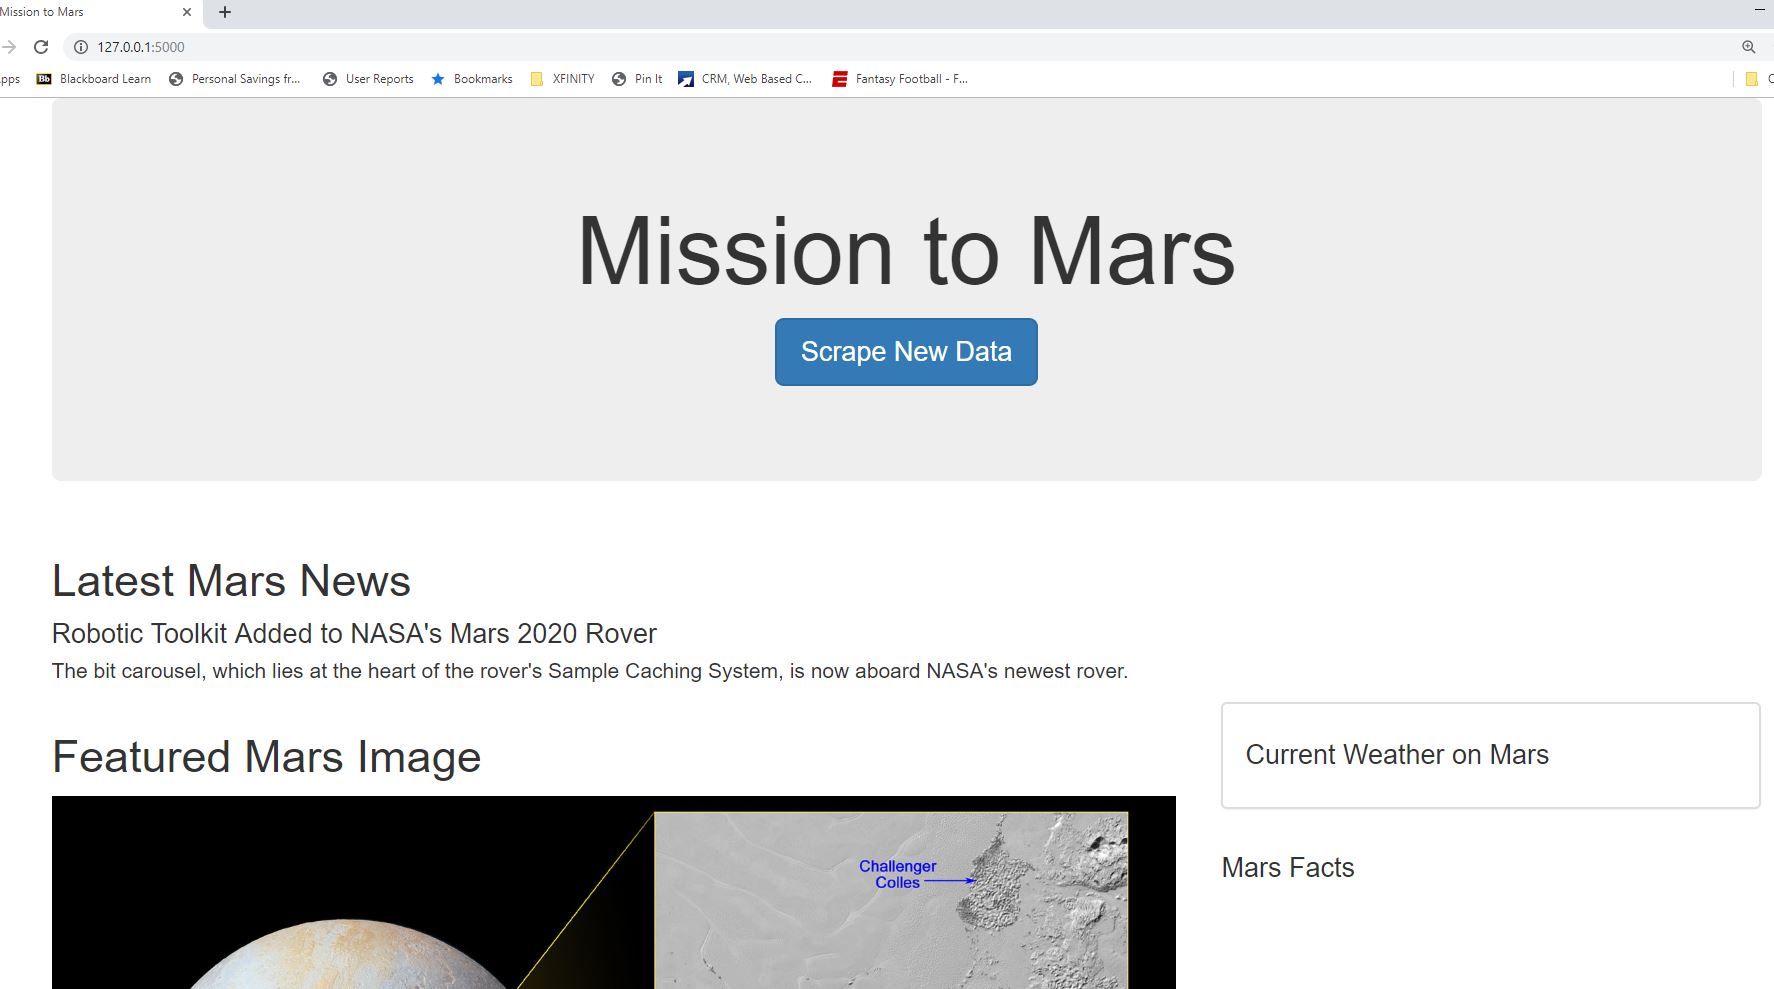 Mission to Mars
127.0.0.1:5000
Blackboard Learn
Personal Savings fr...
User Reports
Bookmarks
XFINITY
Pin It
CRM, Web Based C...
Fantasy Football - F...
Mission to Mars
Scrape New Data
Latest Mars News
Robotic Toolkit Added to NASA's Mars 2020 Rover
The bit carousel, which lies at the heart of the rover's Sample Caching System, is now aboard NASA's newest rover.
Featured Mars Image
Current Weather on Mars
Challenger
Colles
Mars Facts